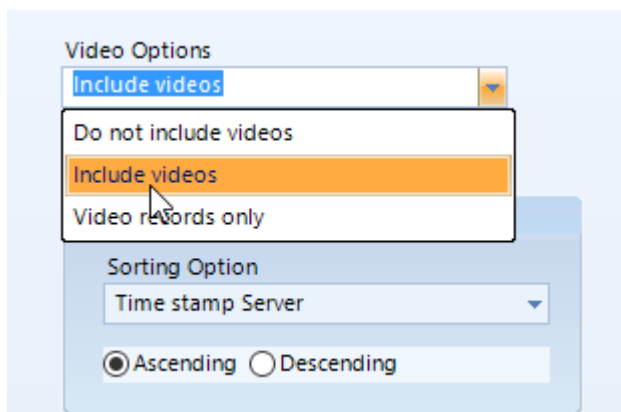 Video Options
Include videos
Do not include videos
Include videos
Video records only
Sorting Option
Time stamp Server
Ascending Descending